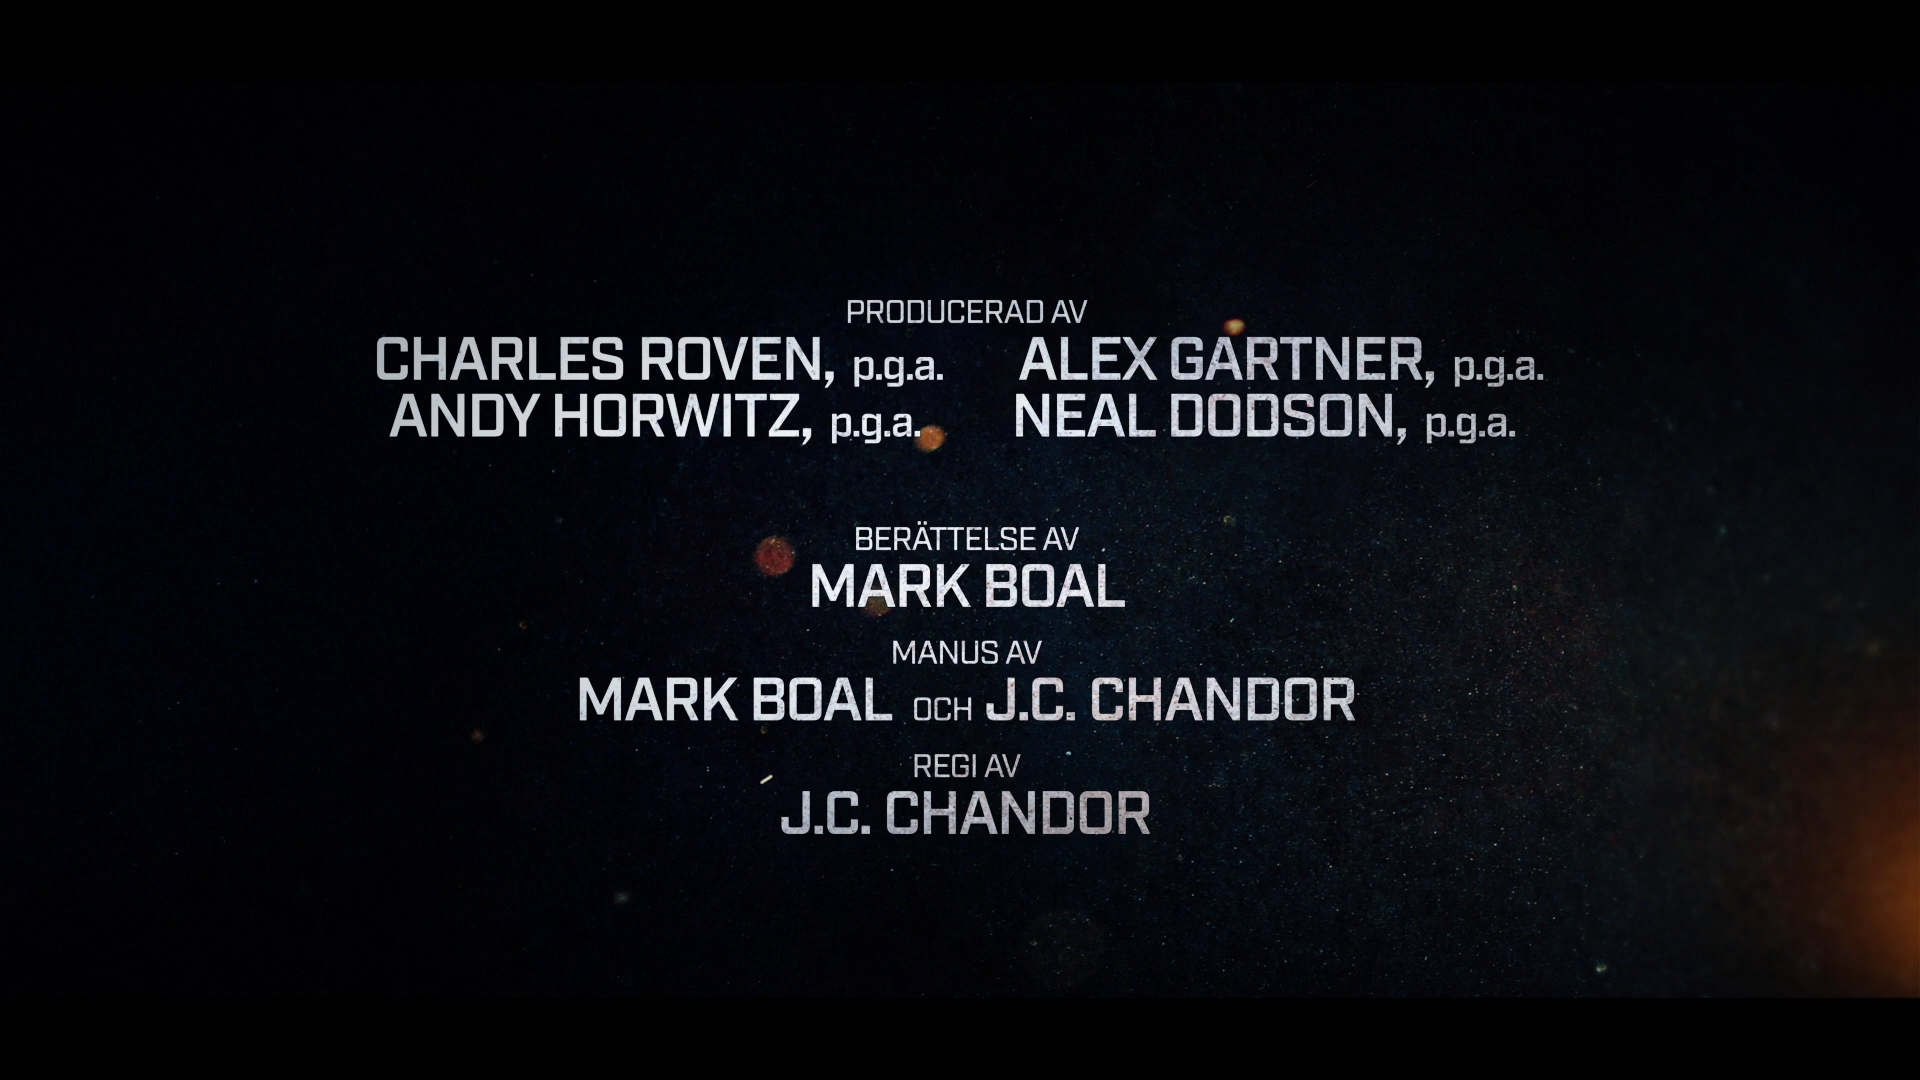 PRODUCERAD AV
CHARLES ROVEN, p.g.a. ALEX GARTNER, p.g.a.
ANDY HORWITZ, p.g.a. NEAL DODSON, p.g.a.
BERÄTTELSE AV
MARK BOAL
MANUS AV
MARK BOAL OCH J.C. CHANDOR
REGI AV
J.C. CHANDOR